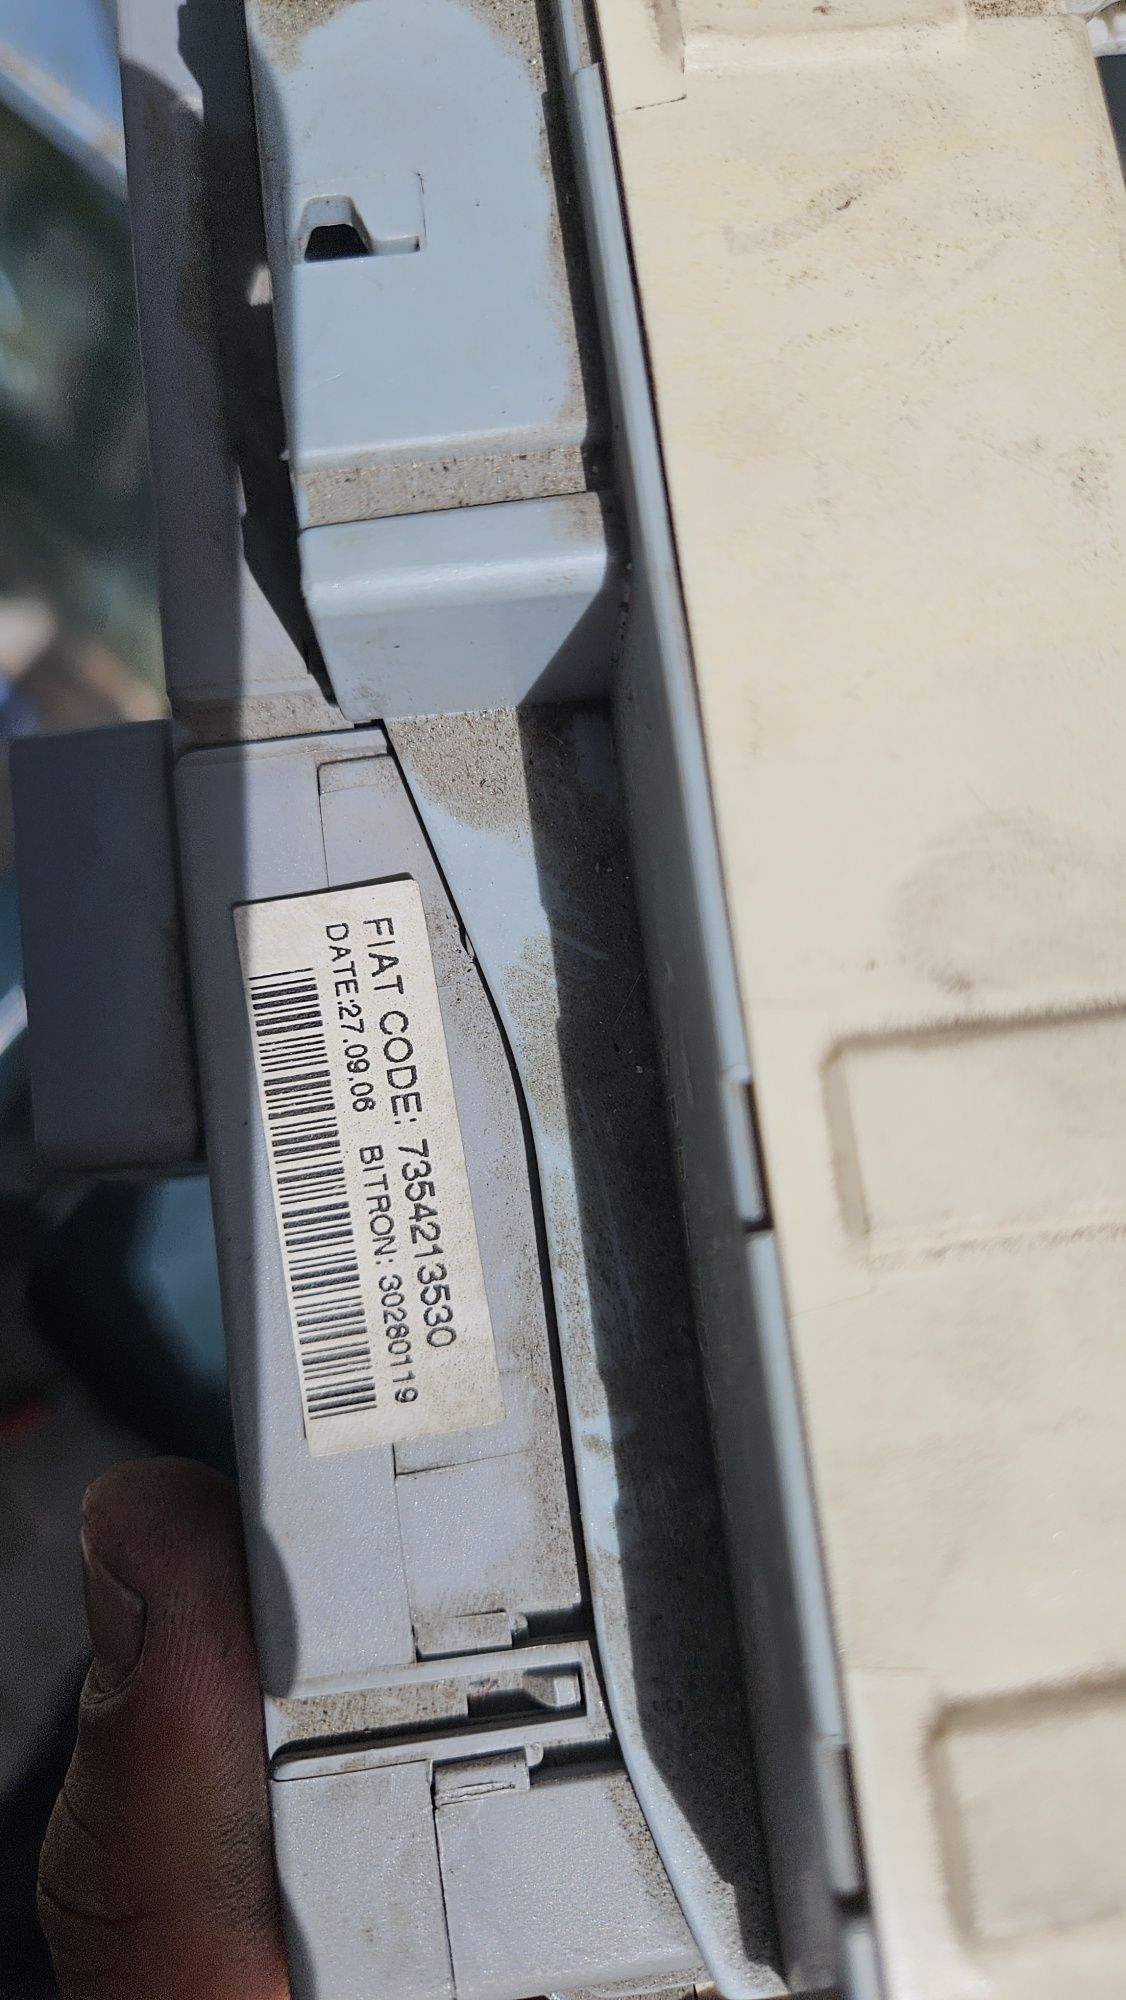 FIAT CODE: 7354213530
DATE:27.09.06 BITRON: 30280119